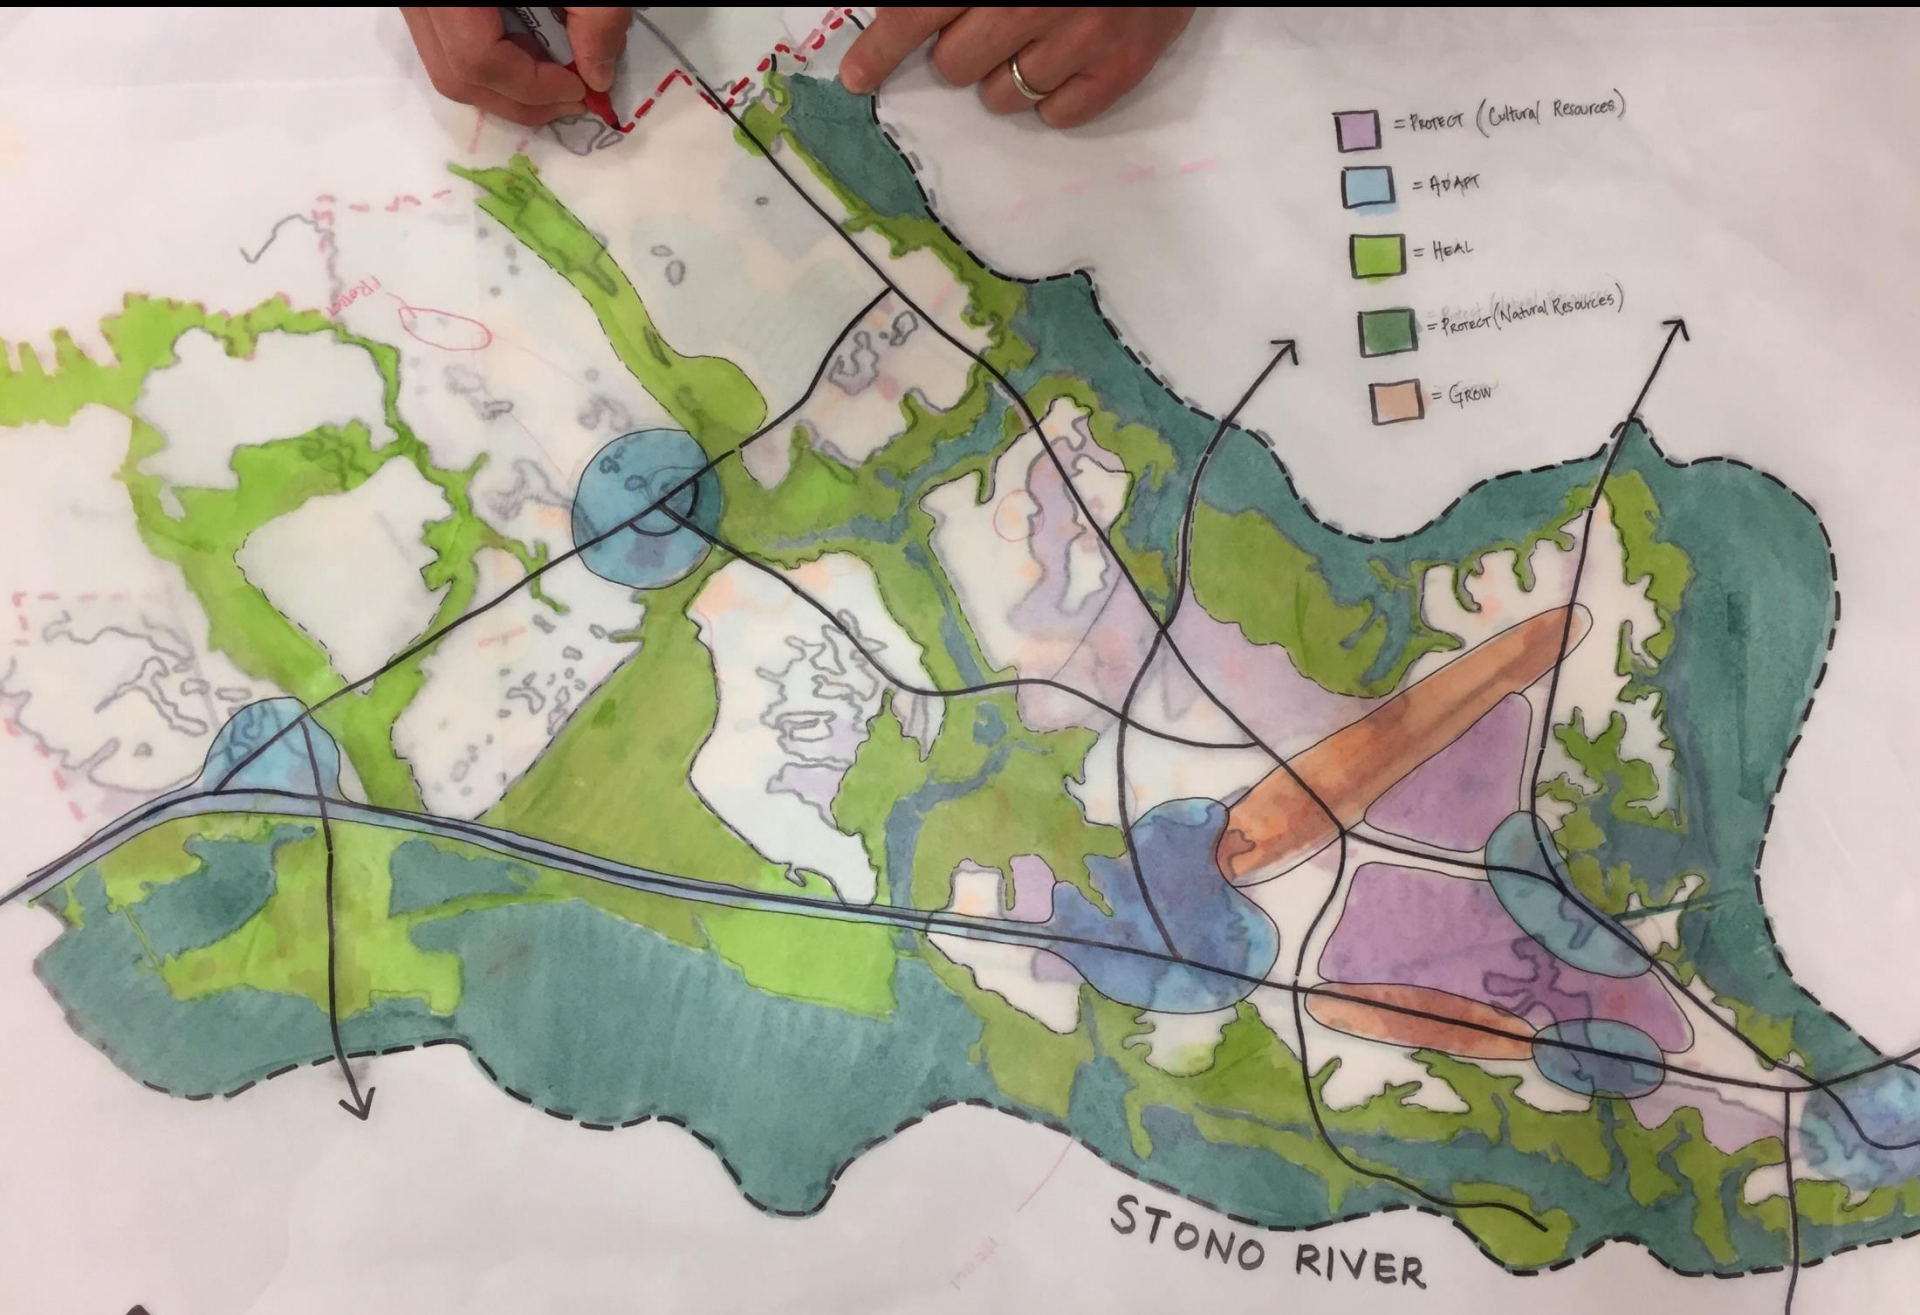 = PROTECT (Cultural Resources)
= ADAPT
= HEAL
= PROTECT (Natural Resources)
= GROW
STONO RIVER